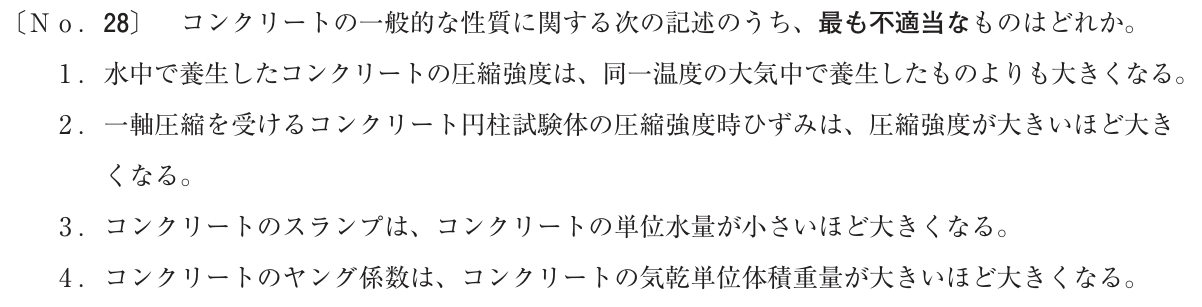 〔Ｎｏ．28〕　コンクリートの一般的な性質に関する次の記述のうち、最も不適当なものはどれか。
１．水中で養生したコンクリートの圧縮強度は、同一温度の大気中で養生したものよりも大きくなる。
２．一軸圧縮を受けるコンクリート円柱試験体の圧縮強度時ひずみは、圧縮強度が大きいほど大き
くなる。
３．コンクリートのスランプは、コンクリートの単位水量が小さいほど大きくなる。
４．コンクリートのヤング係数は、コンクリートの気乾単位体積重量が大きいほど大きくなる。